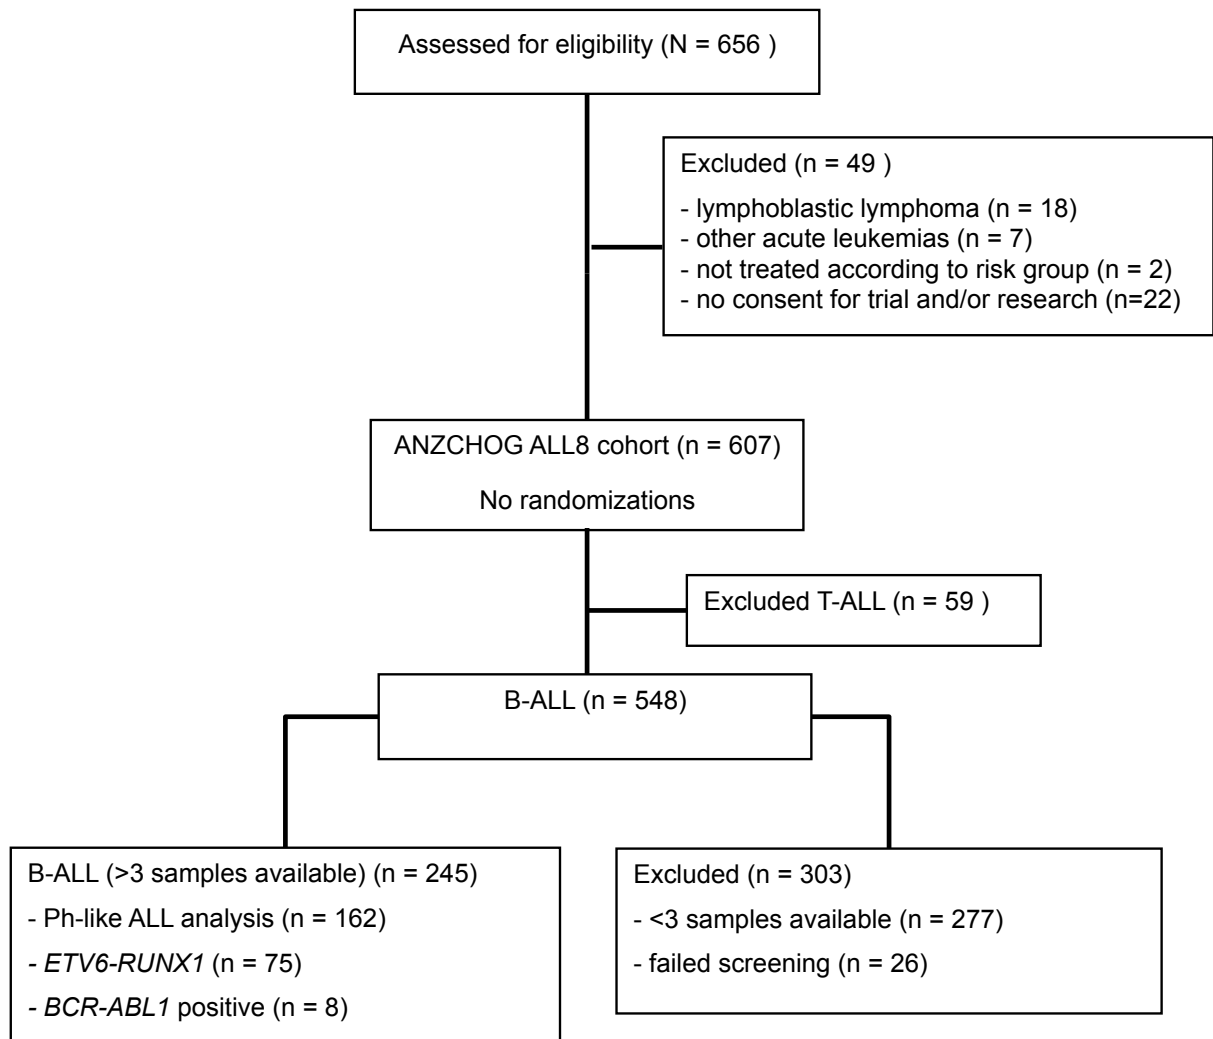 Assessed for eligibility (N = 656 )
Excluded (n = 49 )
- lymphoblastic lymphoma (n = 18)
- other acute leukemias (n = 7)
- not treated according to risk group (n = 2)
- no consent for trial and/or research (n=22)
ANZCHOG ALL8 cohort (n = 607)
No randomizations
Excluded T-ALL (n = 59 )
B-ALL (n = 548)
B-ALL (>3 samples available) (n = 245)
- Ph-like ALL analysis (n = 162)
- ETV6-RUNX1 (n = 75)
- BCR-ABL1 positive (n = 8)
Excluded (n = 303)
- <3 samples available (n = 277)
- failed screening (n = 26)